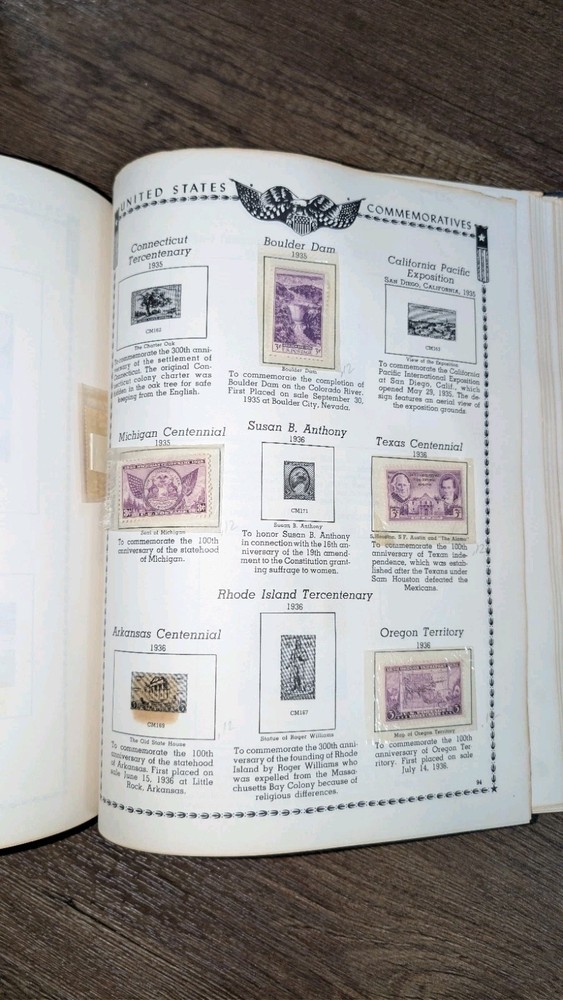 UNITED STATES
COMMEMORATIVES
Connecticut
Tercentenary
1935
CM162
The Charter Oak
To commemorate the 300th anni-
versary of the settlement of
Connecticut. The original Con-
necticut colony charter was
hidden in the oak tree for safe
keeping from the English.
Boulder Dam
1935
3¢
Boulder Dam
12
To commemorate the completion of
Boulder Dam on the Colorado River.
First Placed on sale September 30,
1935 at Boulder City, Nevada.
California Pacific
Exposition
SAN DIEGO, CALIFORNIA, 1935
View of the Exposition
To commemorate the California
Pacific International Exposition
at San Diego, Calif., which
opened May 29, 1935. The de-
sign features an aerial view of
the exposition grounds.
Michigan Centennial
1935
Seal of Michigan
12
To commemorate the 100th
anniversary of the statehood
of Michigan.
Susan B. Anthony
1936
CM171
Susan B. Anthony
To honor Susan B. Anthony
in connection with the 16th an-
niversary of the 19th amend-
ment to the Constitution grant-
ing suffrage to women.
Texas Centennial
1936
S. Houston, S.F. Austin and "The Alamo"
12
To commemorate the 100th
anniversary of Texan inde-
pendence, which was estab-
lished after the Texans under
Sam Houston defeated the
Mexicans.
Rhode Island Tercentenary
1936
CM167
Statue of Roger Williams
To commemorate the 300th anni-
versary of the founding of Rhode
Island by Roger Williams who
was expelled from the Massa-
chusetts Bay Colony because of
religious differences.
Arkansas Centennial
1936
The Old State House
12
To commemorate the 100th
anniversary of the statehood
of Arkansas. First placed on
sale June 15, 1936 at Little
Rock, Arkansas.
Oregon Territory
1936
Map of Oregon Territory
To commemorate the 100th
anniversary of Oregon Ter-
ritory. First placed on sale
July 14, 1936.
94